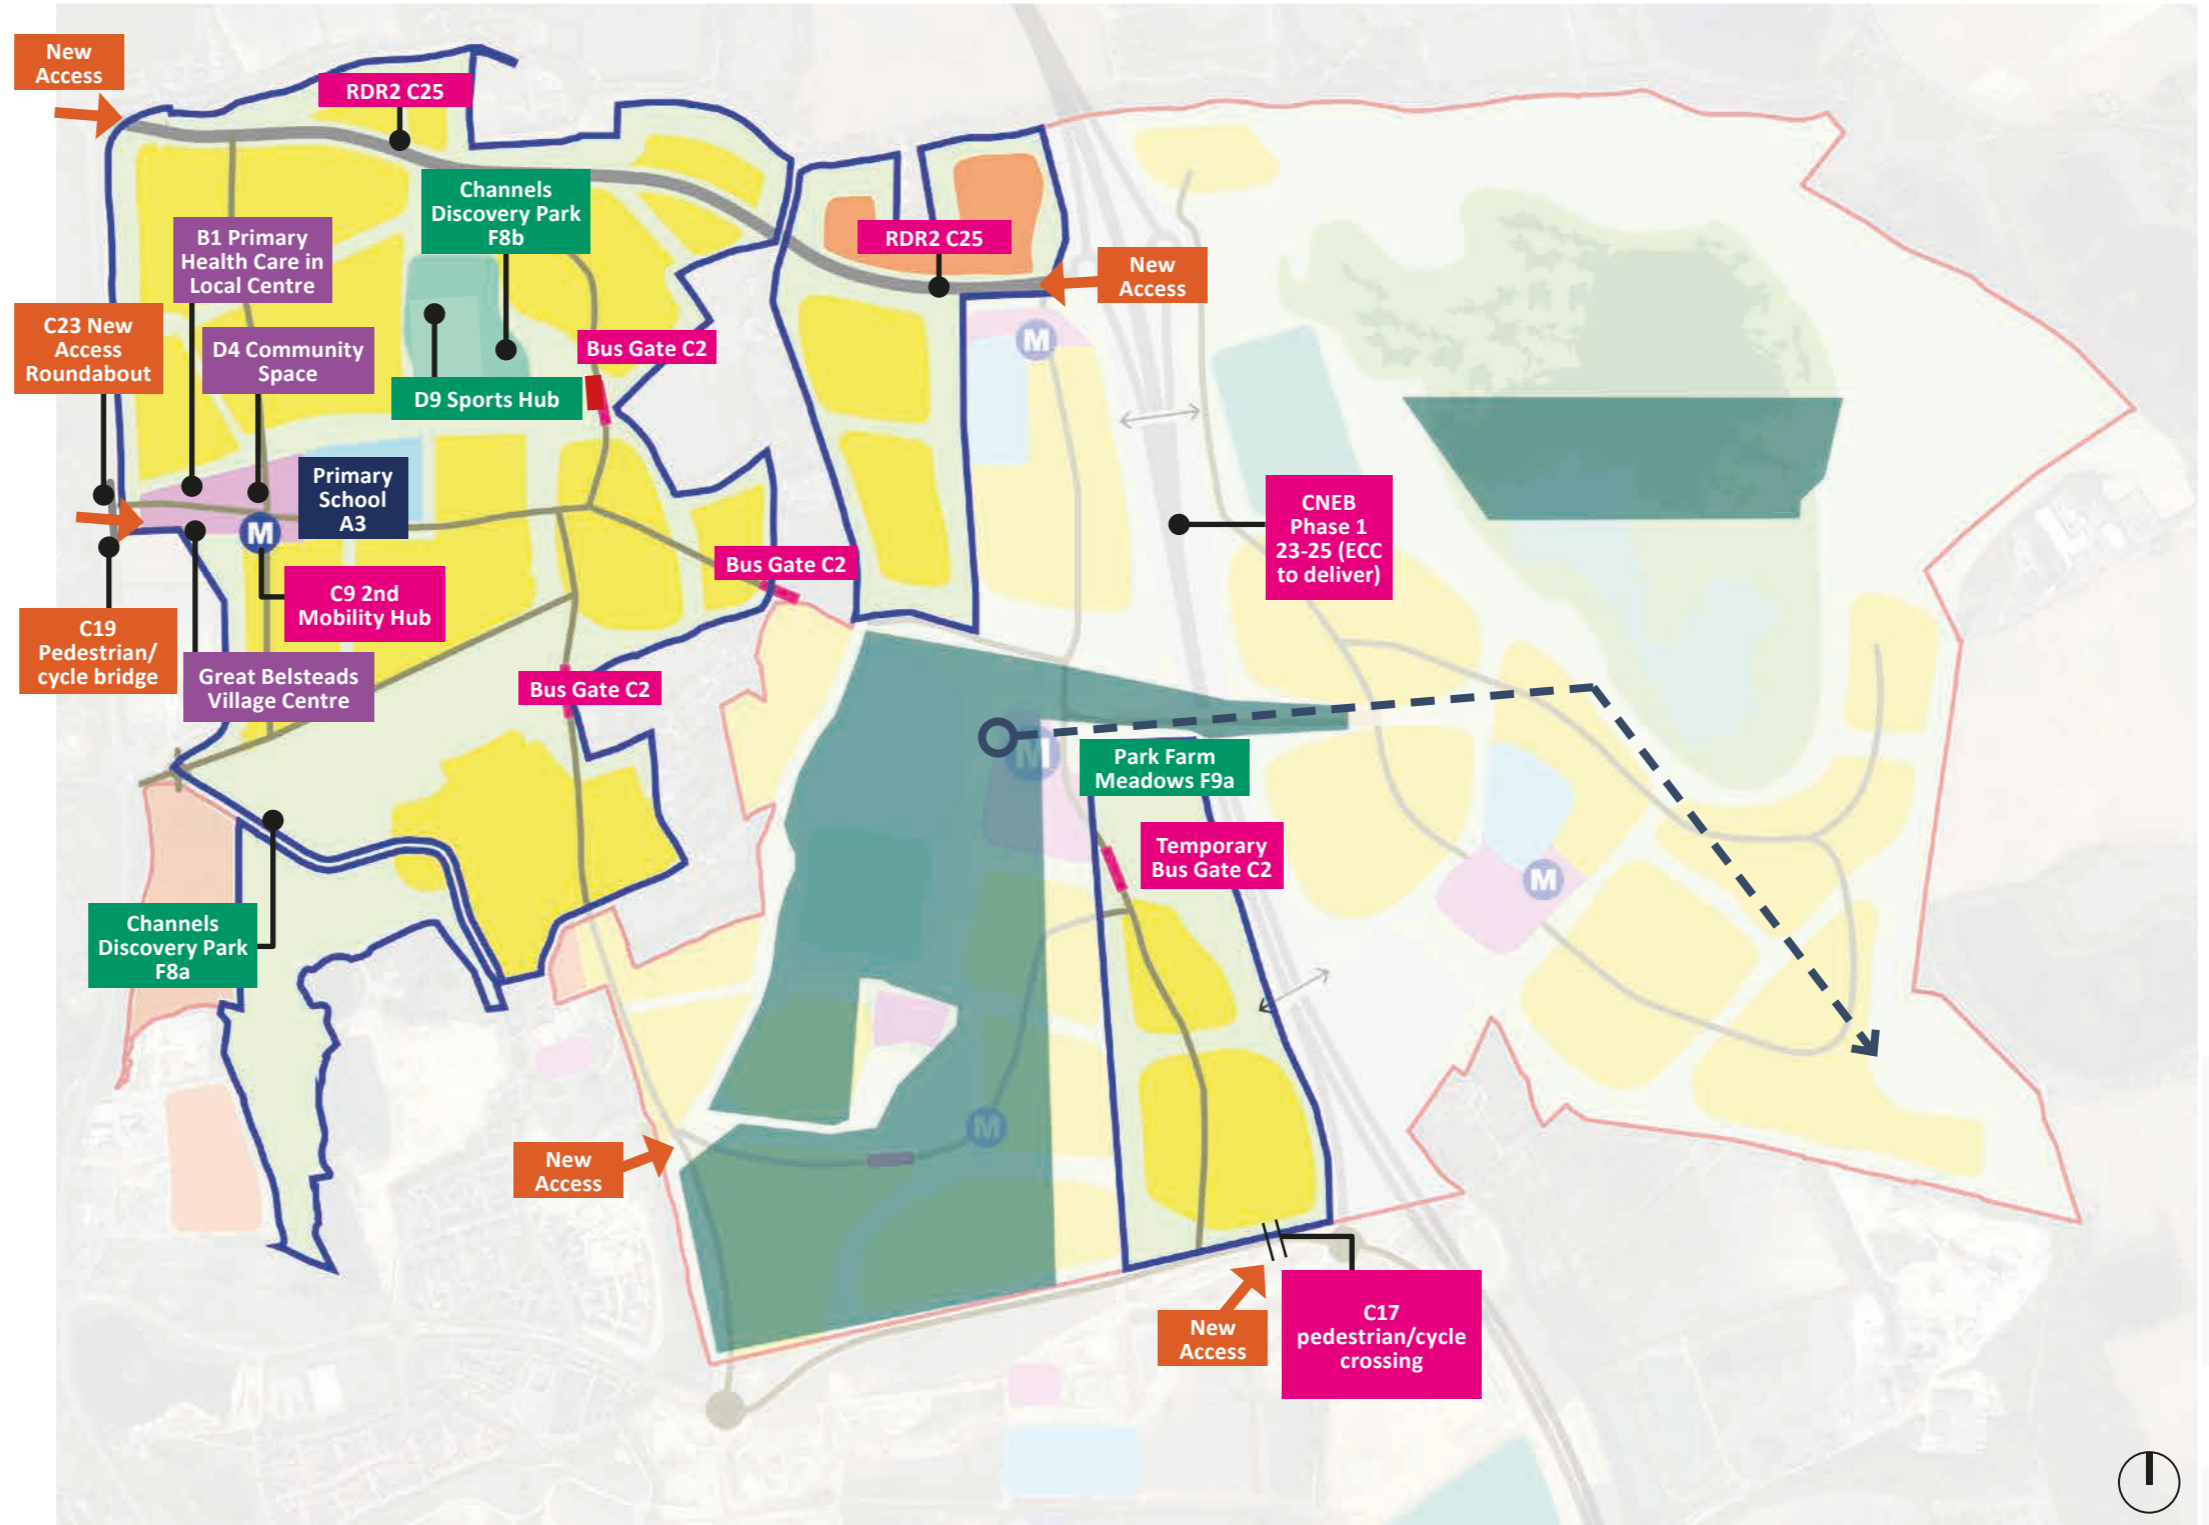 New
Access
RDR2 C25
Channels
Discovery Park
F8b
B1 Primary
Health Care in
Local Centre
RDR2 C25
New
Access
C23 New
Access
Roundabout
D4 Community
Space
Bus Gate C2
M
D9 Sports Hub
Primary
School
A3
CNEB
Phase 1
23-25 (ECC
to deliver)
M
Bus Gate C2
C9 2nd
Mobility Hub
C19
Pedestrian/
cycle bridge
Great Belsteads
Village Centre
Bus Gate C2
M
Park Farm
Meadows F9a
Temporary
Bus Gate C2
M
Channels
Discovery Park
F8a
M
New
Access
New
Access
C17
pedestrian/cycle
crossing